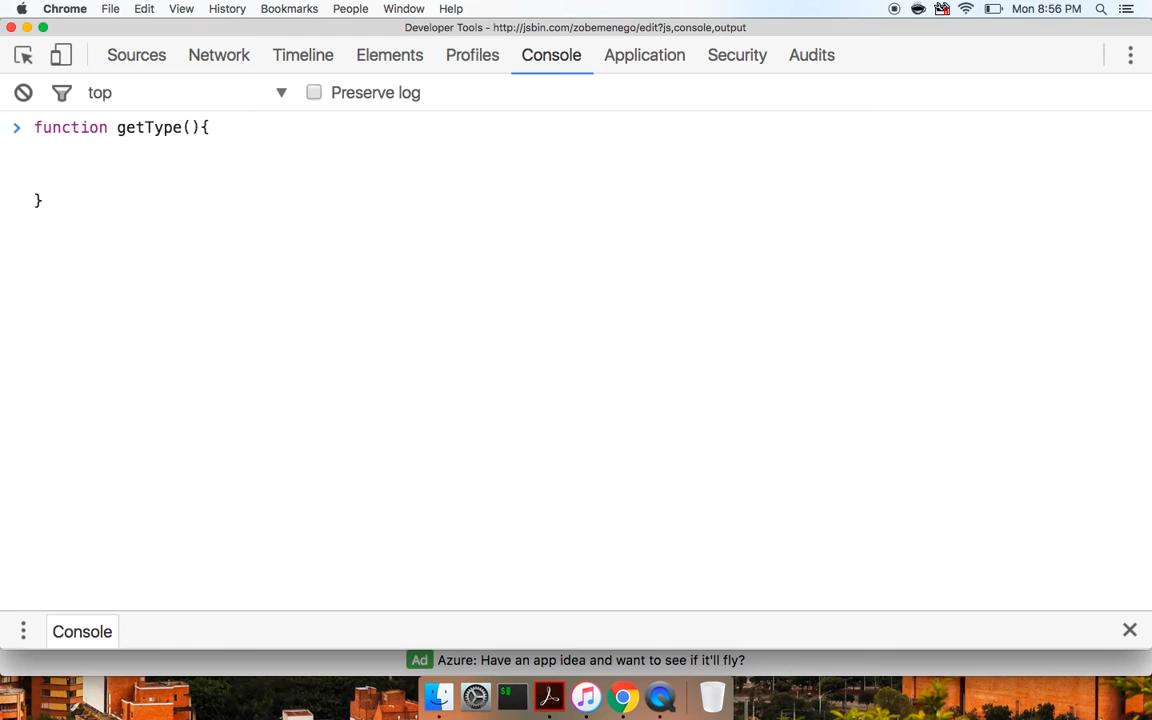 Chrome File Edit View History Bookmarks People Window Help Mon 8:56 PM
Developer Tools - http://jsbin.com/zobemenego/edit?js,console,output
Sources Network Timeline Elements Profiles Console Application Security Audits
top ▼ Preserve log
> function getType(){
}
Console
Ad Azure: Have an app idea and want to see if it'll fly?